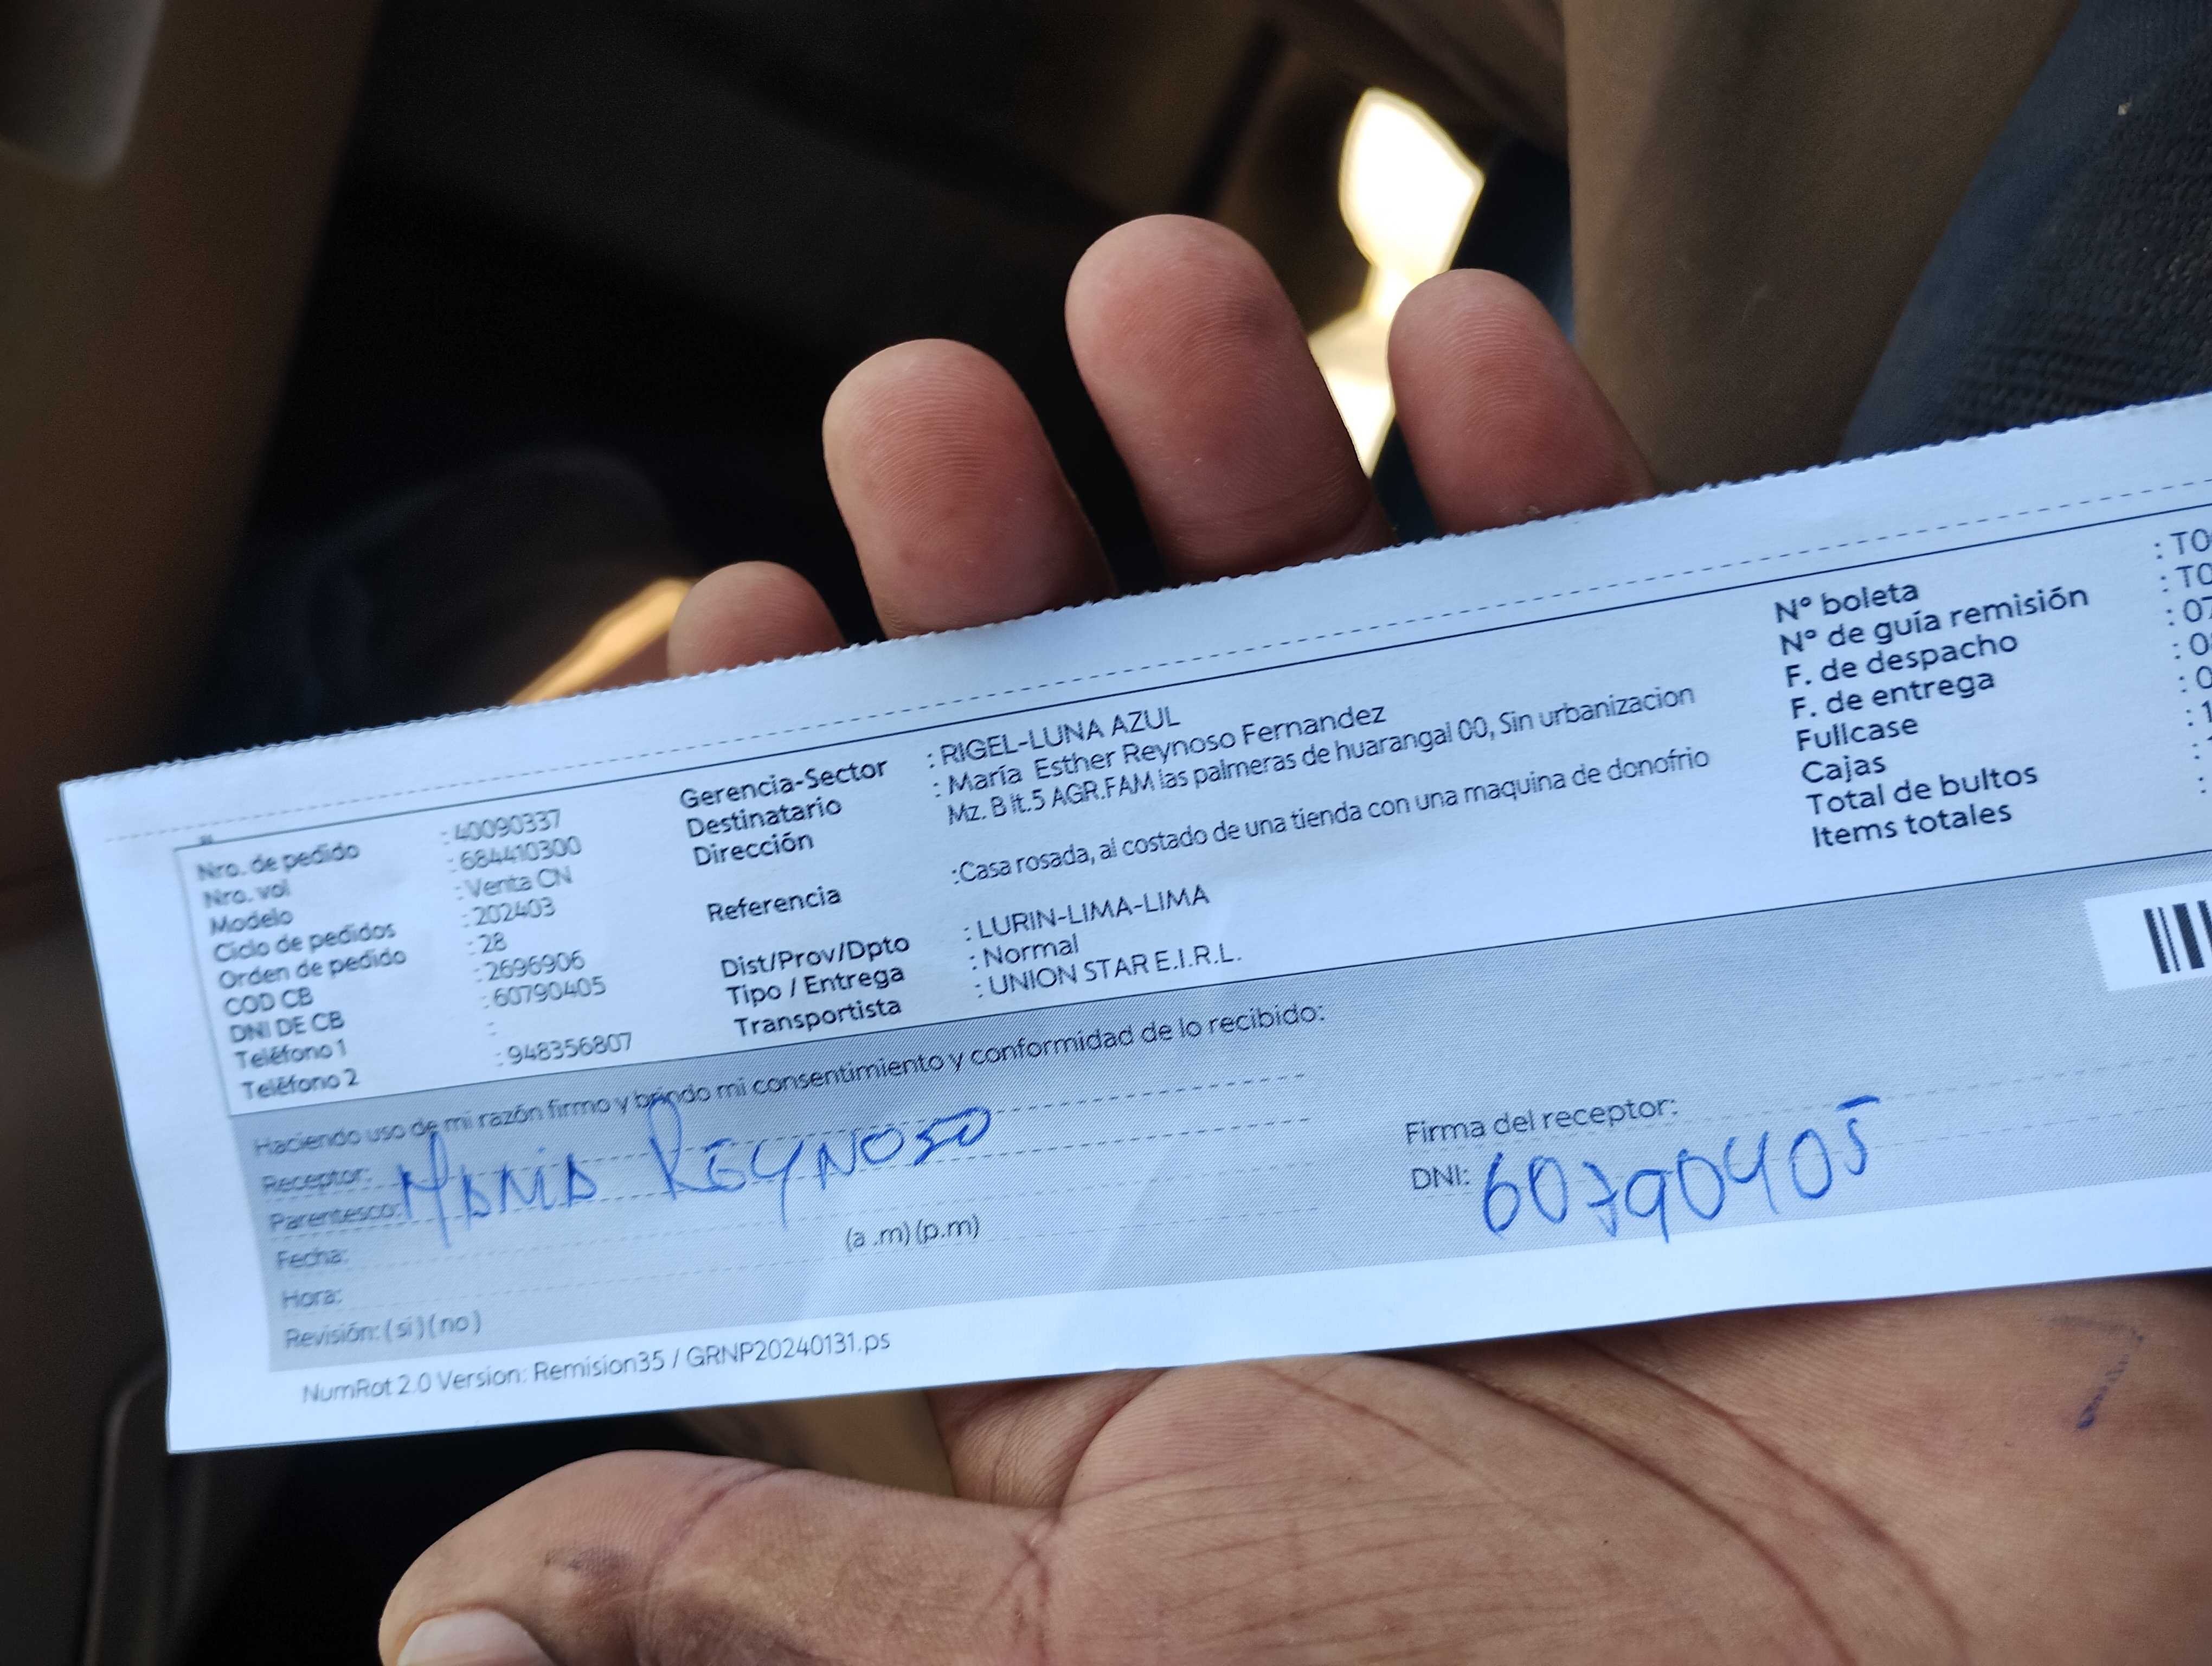 Nro. de pedido : 40090337
Nro. vol : 684410300
Modelo : Venta CN
Ciclo de pedidos : 202403
Orden de pedido : 28
COD CB : 2696906
DNI DE CB : 60790405
Teléfono 1 :
Teléfono 2 : 948356807
Gerencia-Sector : RIGEL-LUNA AZUL
Destinatario : María Esther Reynoso Fernandez
Dirección Mz. B lt.5 AGR.FAM las palmeras de huarangal 00, Sin urbanizacion
Referencia :Casa rosada, al costado de una tienda con una maquina de donofrio
Dist/Prov/Dpto : LURIN-LIMA-LIMA
Tipo / Entrega : Normal
Transportista : UNION STAR E.I.R.L.
N° boleta : T0
N° de guía remisión : T0
F. de despacho : 07
F. de entrega : 0
Fullcase : 0
Cajas : 1
Total de bultos :
Items totales :
Haciendo uso de mi razón firmo y brindo mi consentimiento y conformidad de lo recibido:
Receptor: MARIA REYNOSO
Parentesco:
Fecha:
Hora: (a .m) (p.m)
Revisión: ( si ) ( no )
Firma del receptor:
DNI: 60790405
NumRot 2.0 Version: Remision35 / GRNP20240131.ps